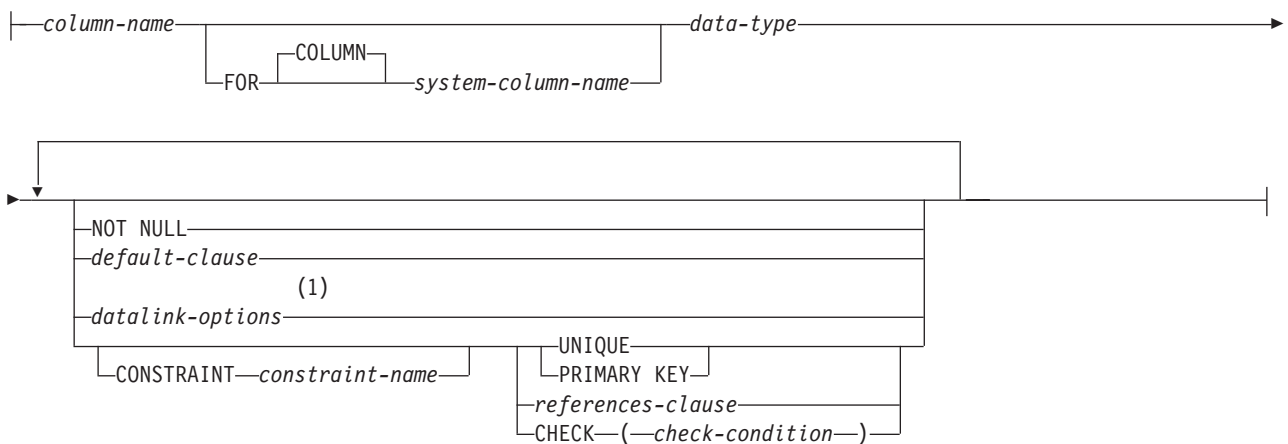 column-name data-type
COLUMN
FOR system-column-name
NOT NULL
default-clause
(1)
datalink-options
UNIQUE
CONSTRAINT constraint-name PRIMARY KEY
references-clause
CHECK ( check-condition )